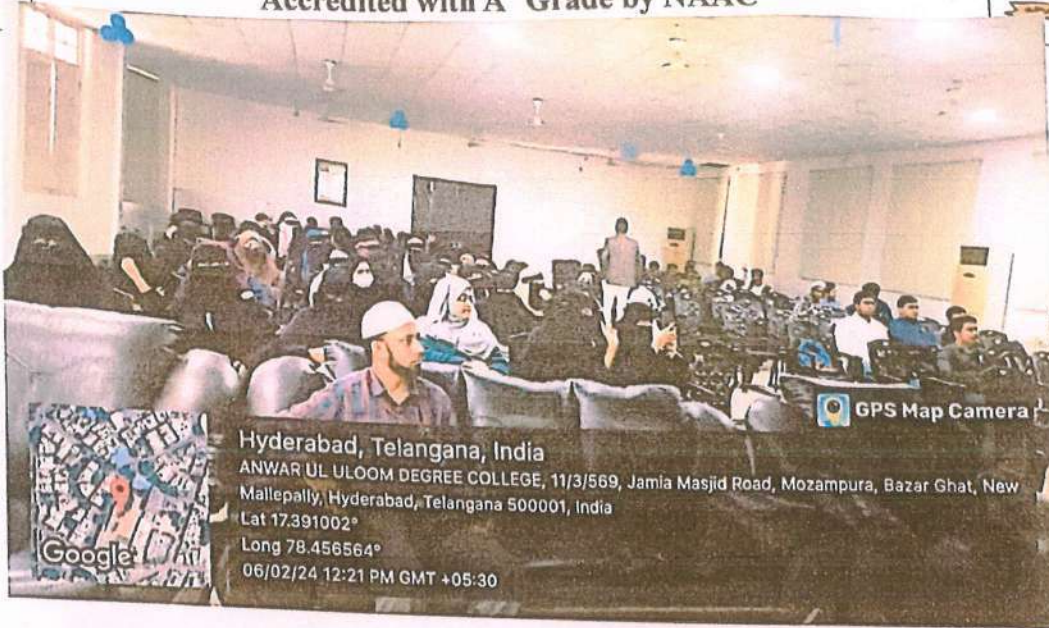 Accredited with A Grade by NAAC
GPS Map Camera
Hyderabad, Telangana, India
ANWAR UL ULOOM DEGREE COLLEGE, 11/3/569, Jamia Masjid Road, Mozampura, Bazar Ghat, New
Mallepally, Hyderabad, Telangana 500001, India
Lat 17.391002°
Long 78.456564°
06/02/24 12:21 PM GMT +05:30
Google